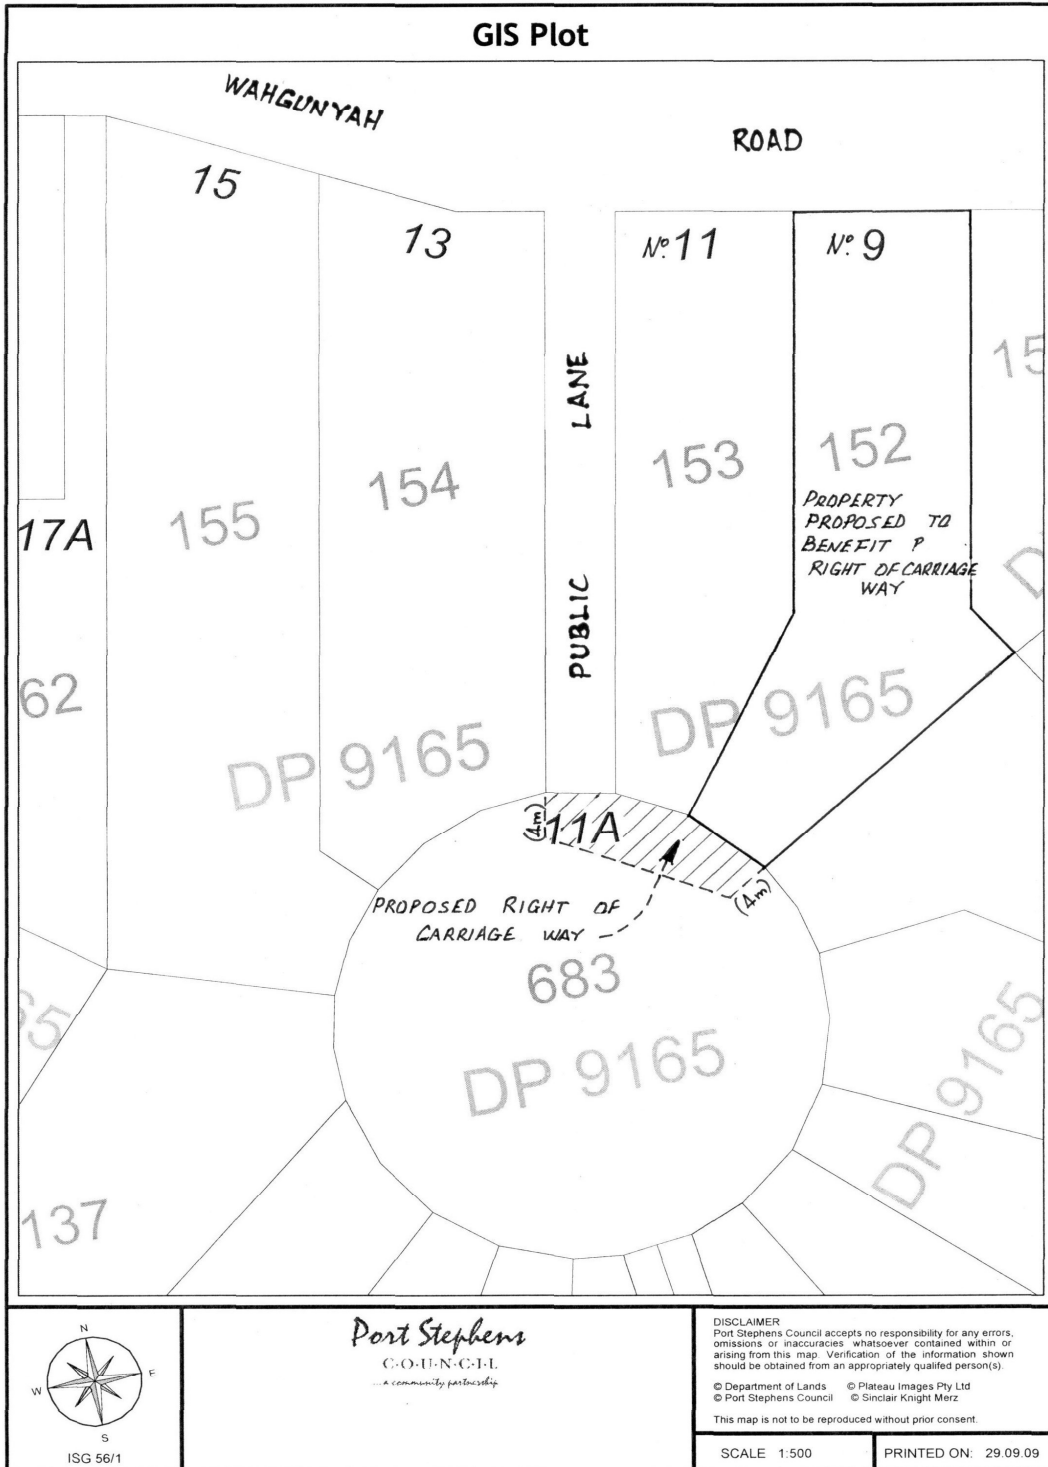 GIS Plot
WAHGUNYAH
ROAD
15
13
Nº. 11
Nº. 9
15
LANE
154
153
152
155
17A
PROPERTY
PROPOSED TO
BENEFIT P
RIGHT OF CARRIAGE
WAY
D
PUBLIC
62
DP 9165
DP 9165
(4m)
11A
(4m)
PROPOSED RIGHT OF
CARRIAGE WAY
683
65
DP 9165
DP 9165
137
N
W
E
S
ISG 56/1
Port Stephens
C·O·U·N·C·I·L
... a community partnership
DISCLAIMER
Port Stephens Council accepts no responsibility for any errors,
omissions or inaccuracies whatsoever contained within or
arising from this map. Verification of the information shown
should be obtained from an appropriately qualifed person(s).
© Department of Lands © Plateau Images Pty Ltd
© Port Stephens Council © Sinclair Knight Merz
This map is not to be reproduced without prior consent.
SCALE 1:500
PRINTED ON: 29.09.09